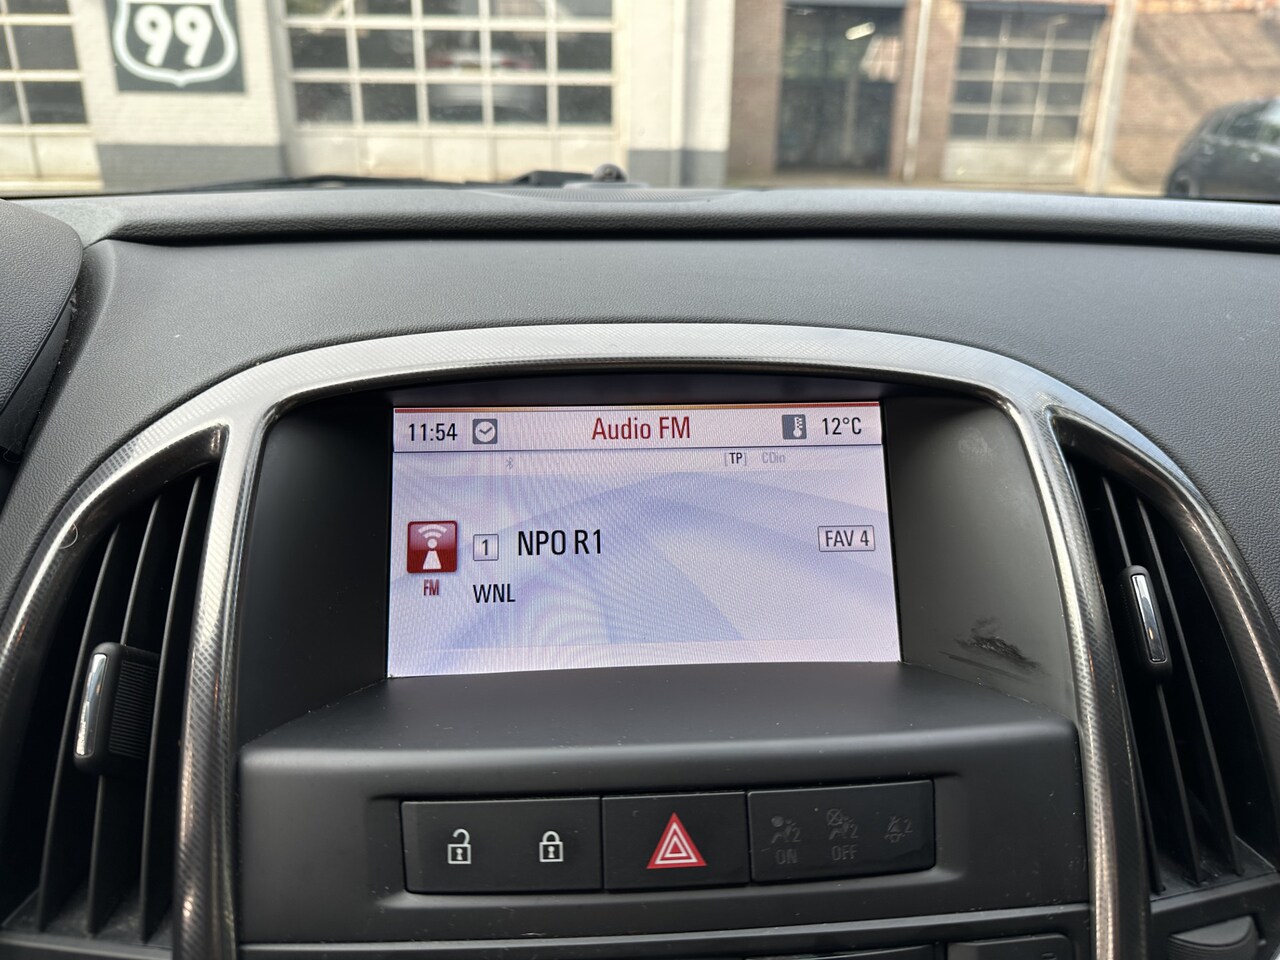 99
11:54 Audio FM 12°C
[TP] CDin
1 NPO R1 FAV 4
FM
WNL
2 2 2
ON OFF